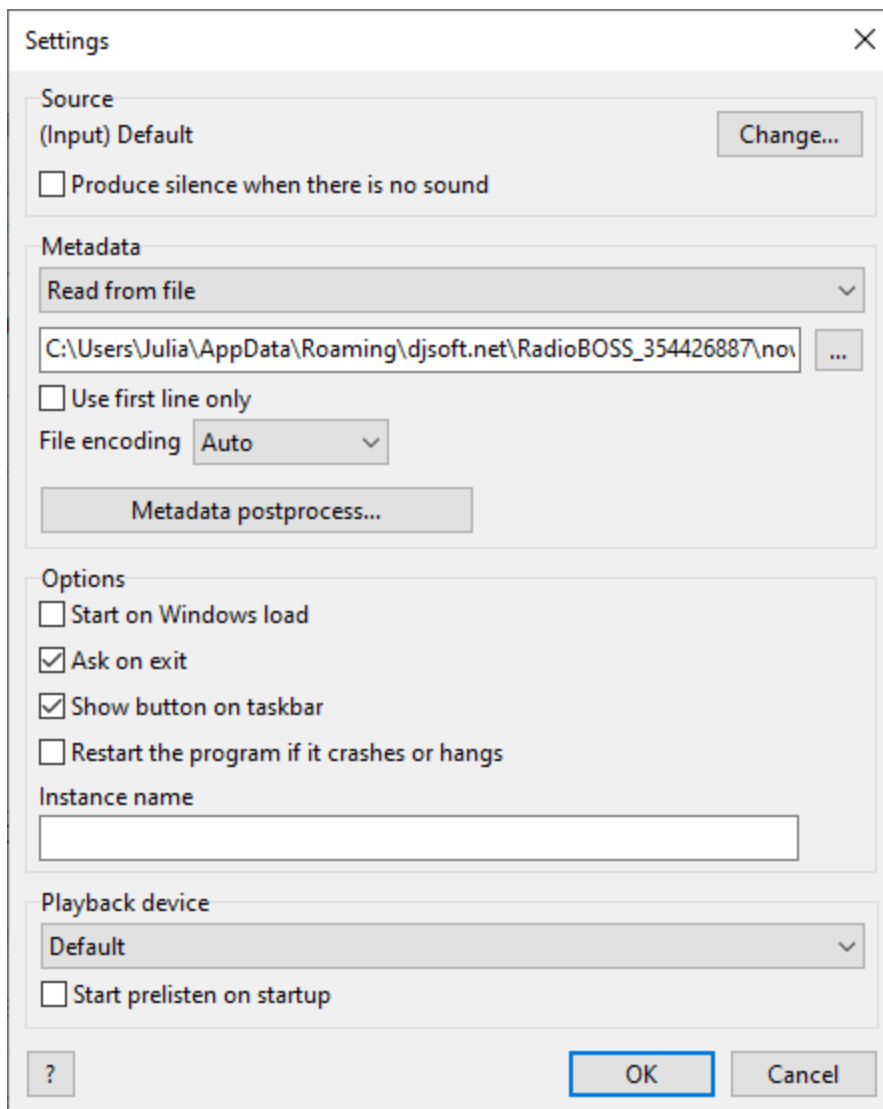 Settings
Source
(Input) Default
Change...
Produce silence when there is no sound
Metadata
Read from file
C:\Users\Julia\AppData\Roaming\djsoft.net\RadioBOSS_354426887\nov
...
Use first line only
File encoding Auto
Metadata postprocess...
Options
Start on Windows load
Ask on exit
Show button on taskbar
Restart the program if it crashes or hangs
Instance name
Playback device
Default
Start prelisten on startup
? OK Cancel